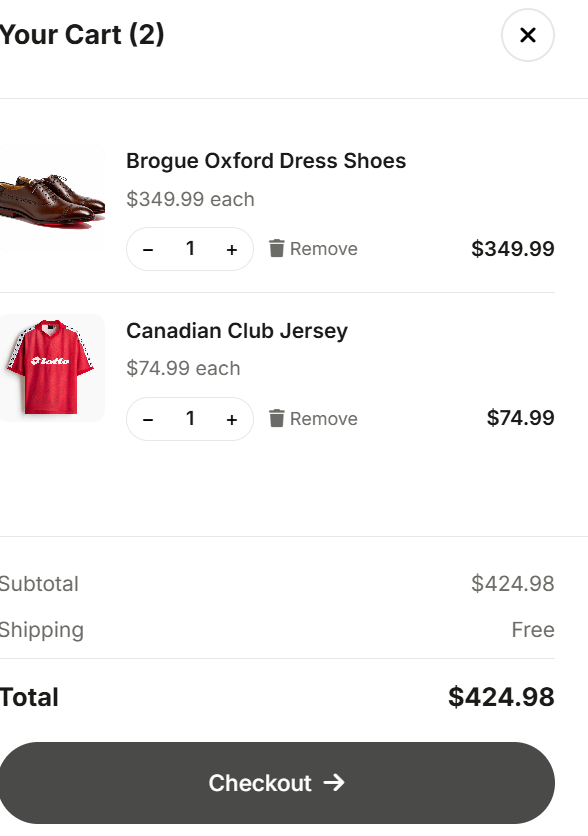 Your Cart (2)
Brogue Oxford Dress Shoes
$349.99 each
− 1 + Remove $349.99
lotto
Canadian Club Jersey
$74.99 each
− 1 + Remove $74.99
Subtotal $424.98
Shipping Free
Total $424.98
Checkout →